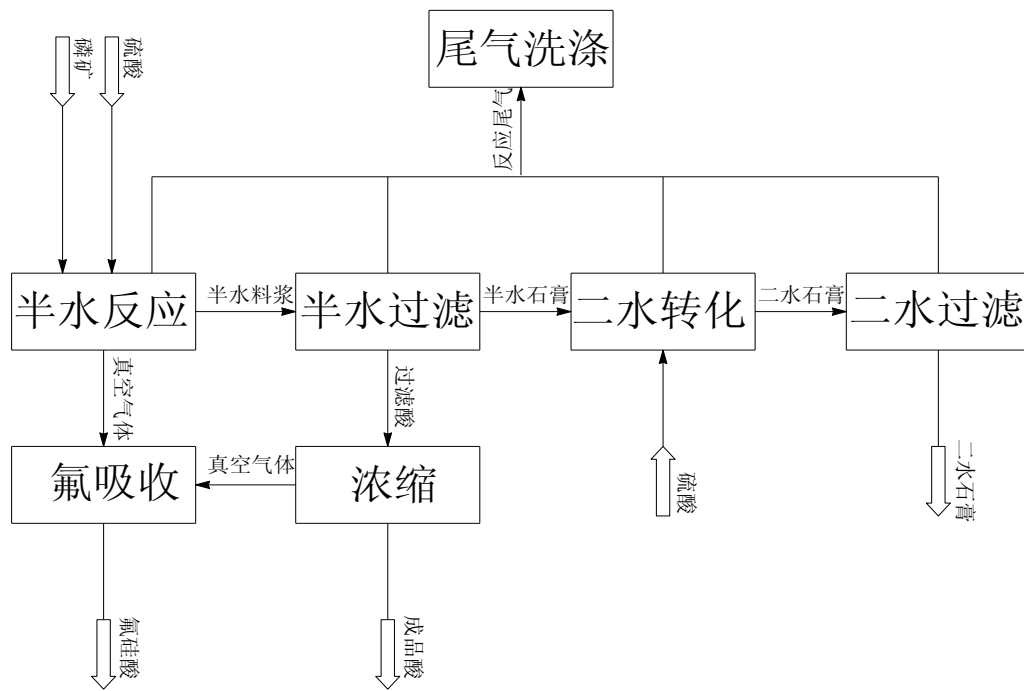 尾气洗涤
磷矿
硫酸
反应尾气
半水反应
半水料浆
半水过滤
半水石膏
二水转化
二水石膏
二水过滤
真空气体
过滤酸
氟吸收
真空气体
浓缩
硫酸
二水石膏
氟硅酸
成品酸